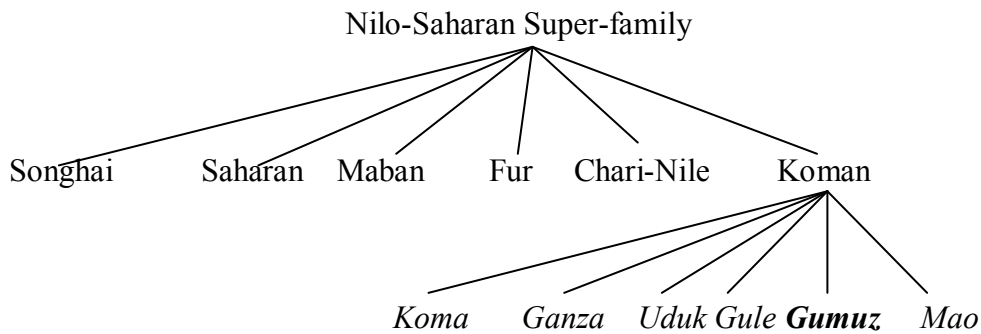 Nilo-Saharan Super-family
Songhai Saharan Maban Fur Chari-Nile Koman
Koma Ganza Uduk Gule Gumuz Mao